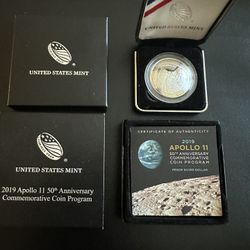 UNITED STATES MINT
UNITED STATES MINT
2019 Apollo 11 50th Anniversary
Commemorative Coin Program
CERTIFICATE OF AUTHENTICITY
2019
APOLLO 11
50TH ANNIVERSARY
COMMEMORATIVE
COIN PROGRAM
PROOF SILVER DOLLAR